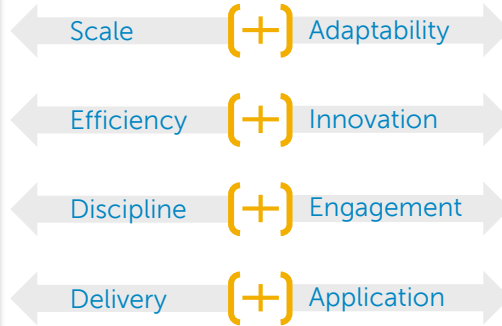 Scale (+) Adaptability
Efficiency (+) Innovation
Discipline (+) Engagement
Delivery (+) Application